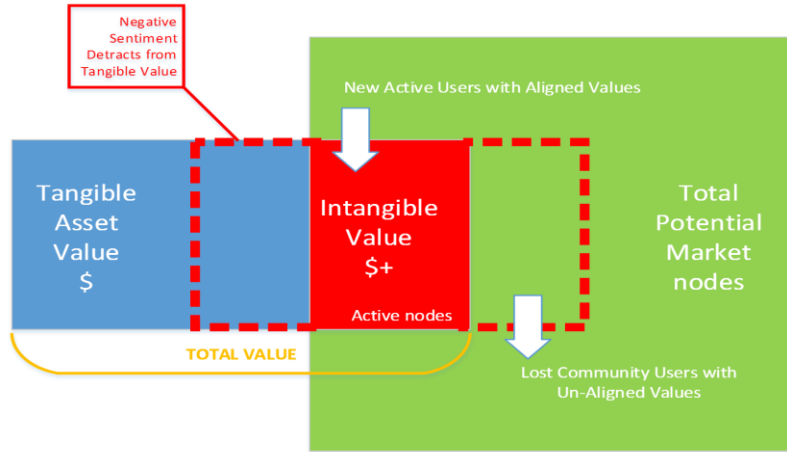 Negative
Sentiment
Detracts from
Tangible Value
New Active Users with Aligned Values
Tangible
Asset
Value
$
Intangible
Value
$+
Active nodes
Total
Potential
Market
nodes
TOTAL VALUE
Lost Community Users with
Un-Aligned Values